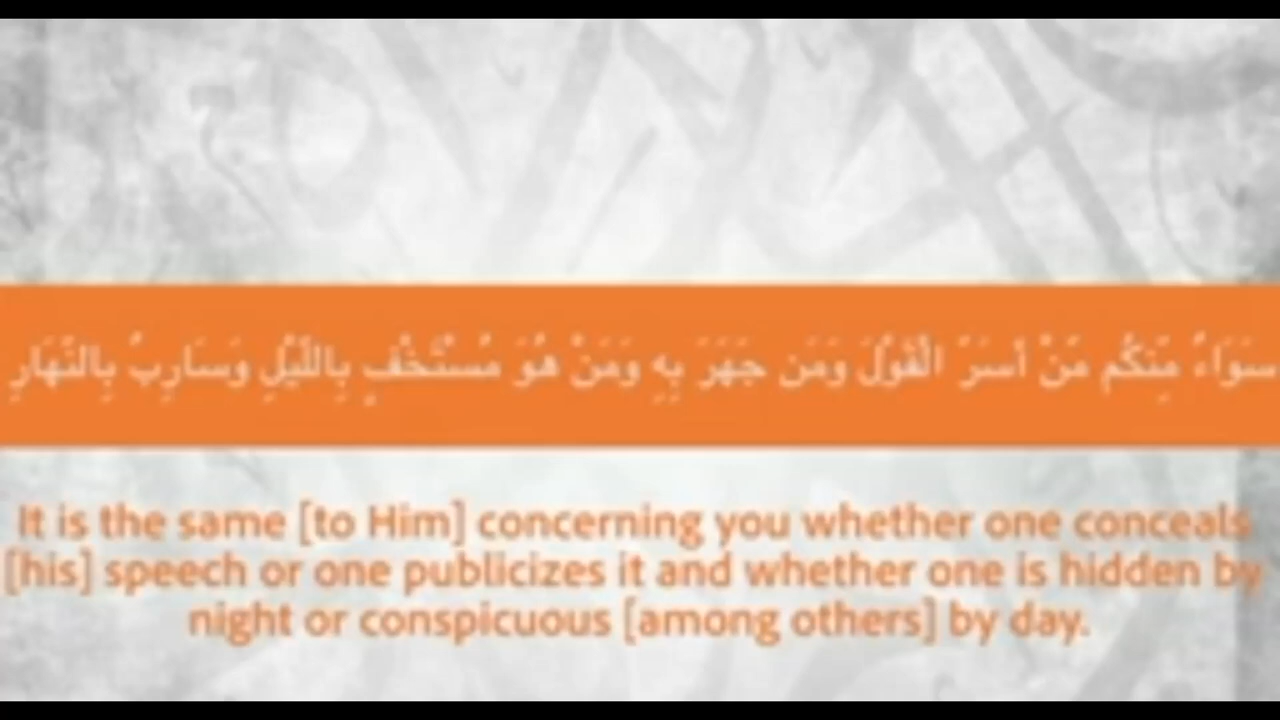 سَوَاءٌ مِّنكُم مَّنْ أَسَرَّ الْقَوْلَ وَمَن جَهَرَ بِهِ وَمَنْ هُوَ مُسْتَخْفٍ بِاللَّيْلِ وَسَارِبٌ بِالنَّهَارِ
It is the same [to Him] concerning you whether one conceals
[his] speech or one publicizes it and whether one is hidden by
night or conspicuous [among others] by day.